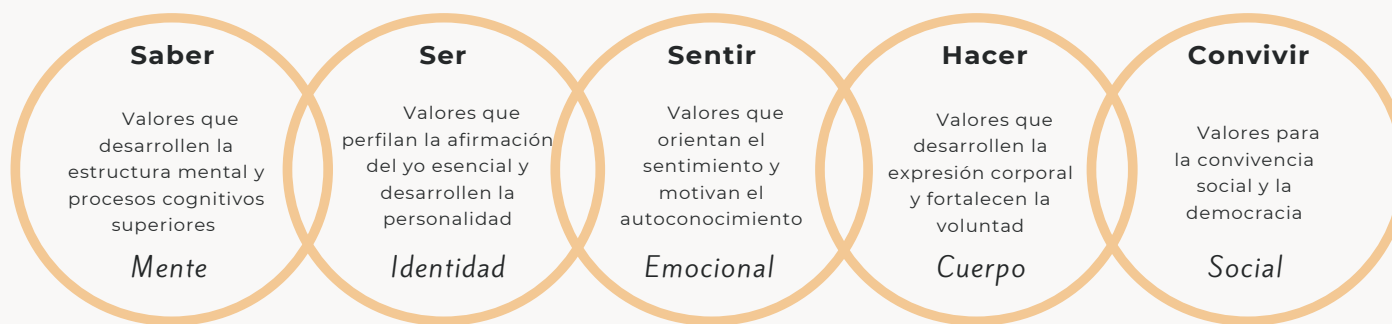 Saber
Valores que
desarrollen la
estructura mental y
procesos cognitivos
superiores
Mente
Ser
Valores que
perfilan la afirmación
del yo esencial y
desarrollen la
personalidad
Identidad
Sentir
Valores que
orientan el
sentimiento y
motivan el
autoconocimiento
Emocional
Hacer
Valores que
desarrollen la
expresión corporal
y fortalecen la
voluntad
Cuerpo
Convivir
Valores para
la convivencia
social y la
democracia
Social